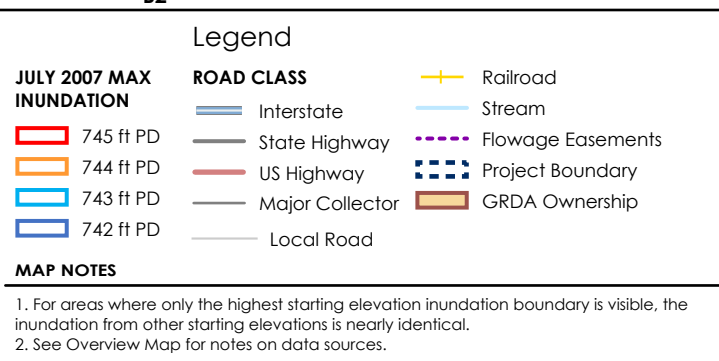 Legend
JULY 2007 MAX
INUNDATION
745 ft PD
744 ft PD
743 ft PD
742 ft PD
ROAD CLASS
Interstate
State Highway
US Highway
Major Collector
Local Road
Railroad
Stream
Flowage Easements
Project Boundary
GRDA Ownership
MAP NOTES
1. For areas where only the highest starting elevation inundation boundary is visible, the
inundation from other starting elevations is nearly identical.
2. See Overview Map for notes on data sources.